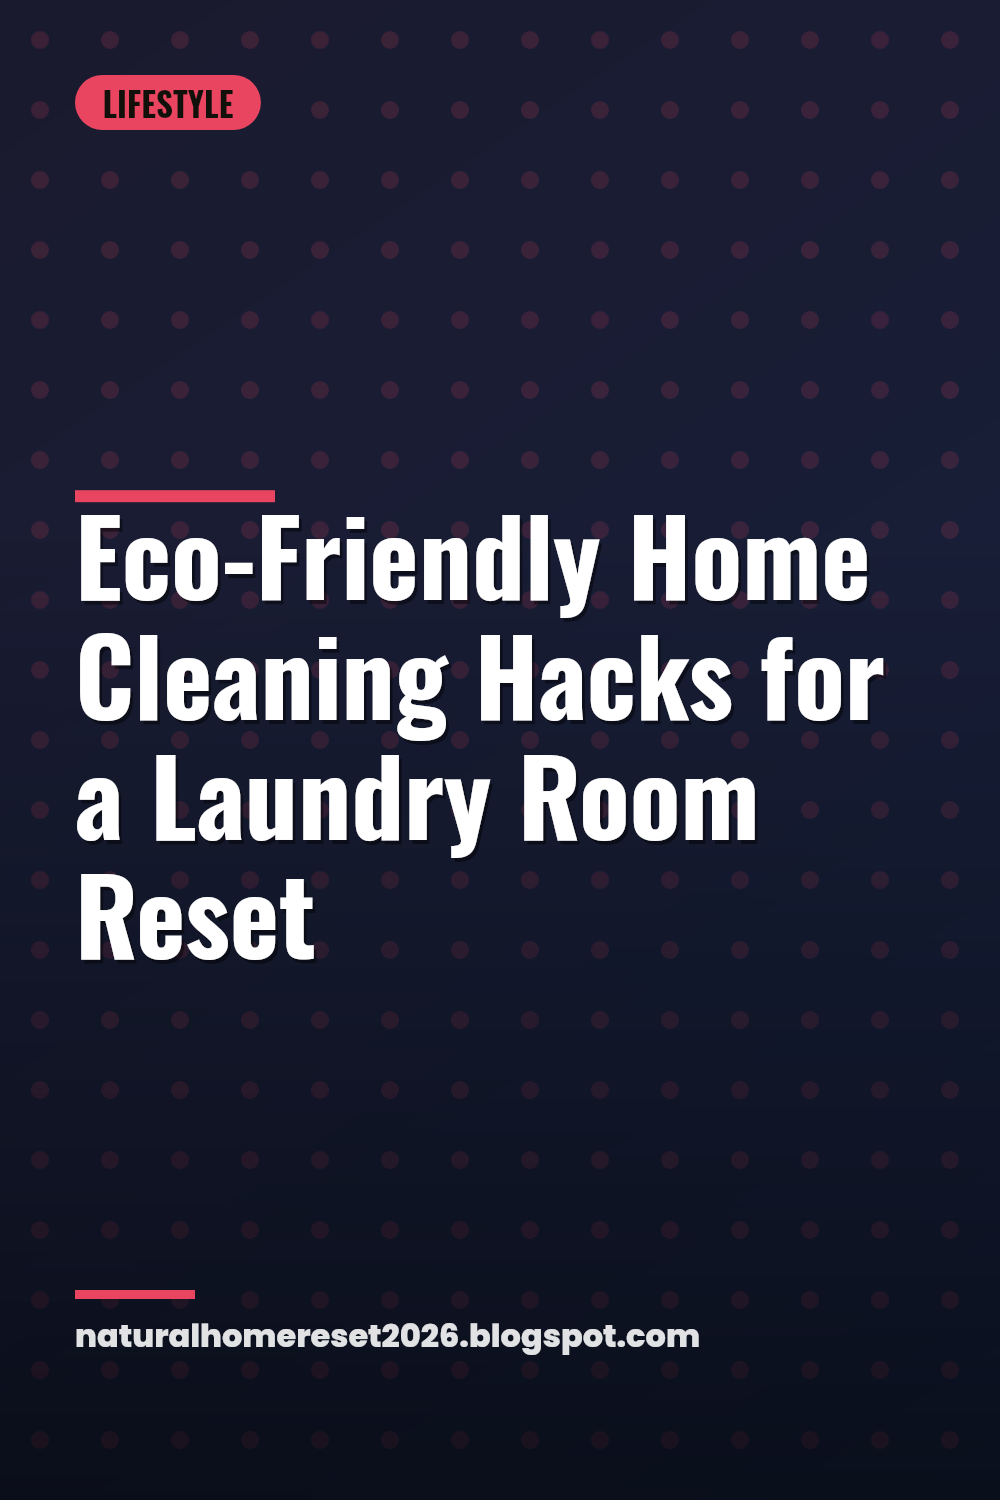 LIFESTYLE
Eco-Friendly Home
Cleaning Hacks for
a Laundry Room
Reset
naturalhomereset2026.blogspot.com